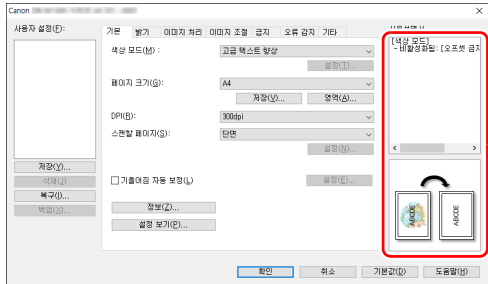 Canon
사용자 설정(F):
저장(Y)...
삭제(J)
복구(I)...
백업(X)...
기본 밝기 이미지 처리 이미지 조절 급지 오류 감지 기타
색상 모드(M) : 고급 텍스트 향상
설정(T)...
페이지 크기(G): A4
저장(V)... 영역(A)...
DPI(B): 300dpi
스캔할 페이지(S): 단면
설정(N)...
기울어짐 자동 보정(L) 설정(E)...
정보(Z)...
설정 보기(P)...
[색상 모드]
- 비활성화됨: [오프셋 금지
ABCDE
ABCDE
확인 취소 기본값(D) 도움말(H)